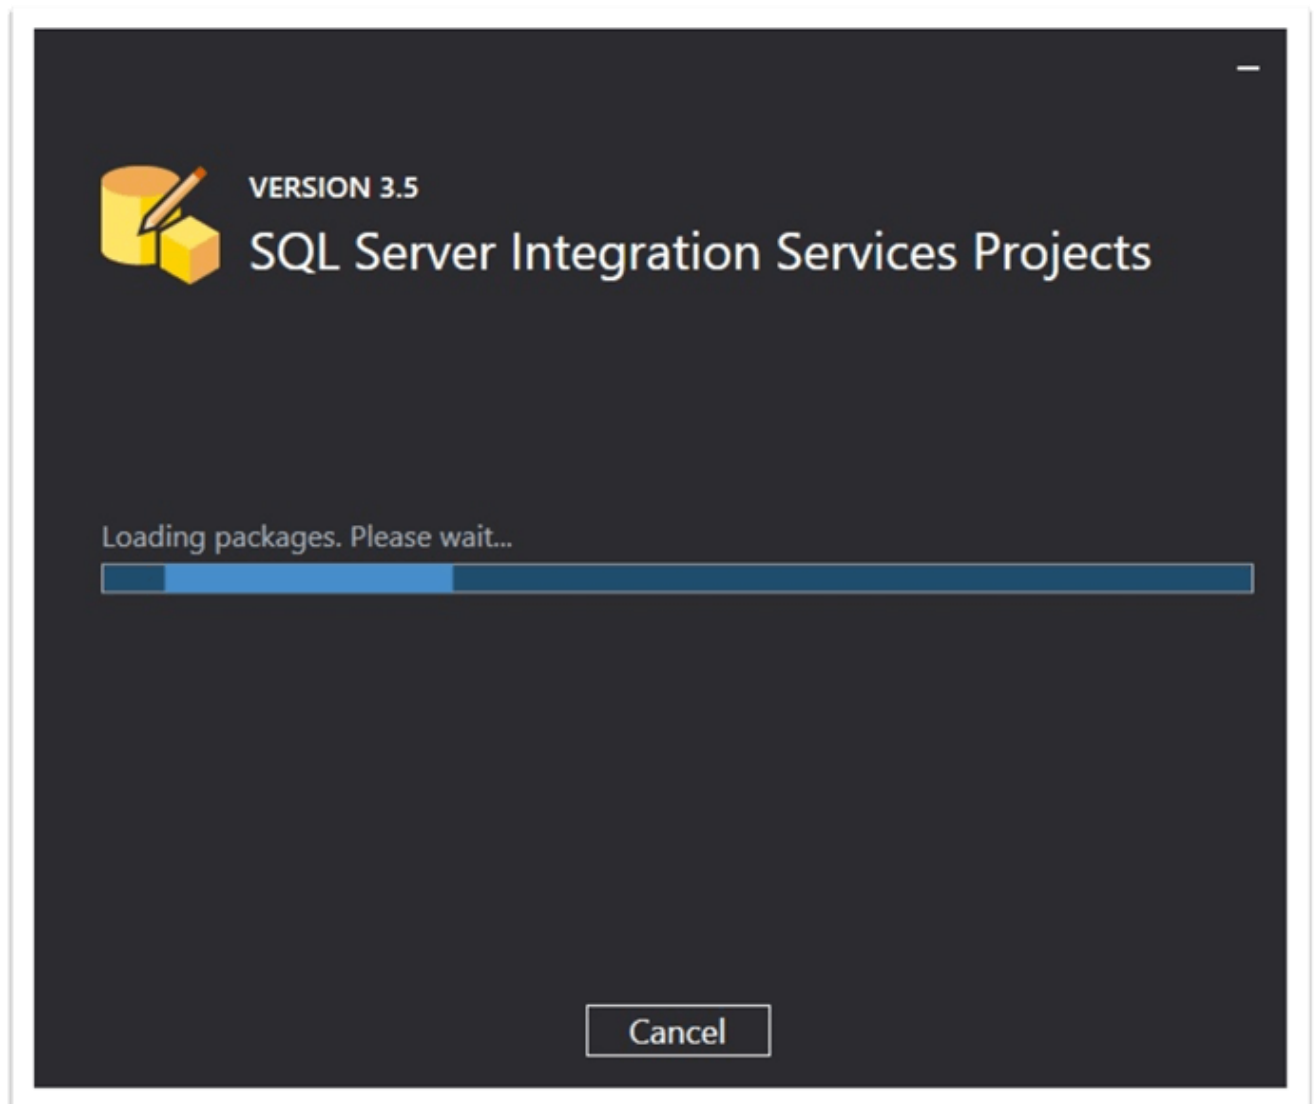 VERSION 3.5
SQL Server Integration Services Projects
Loading packages. Please wait...
Cancel